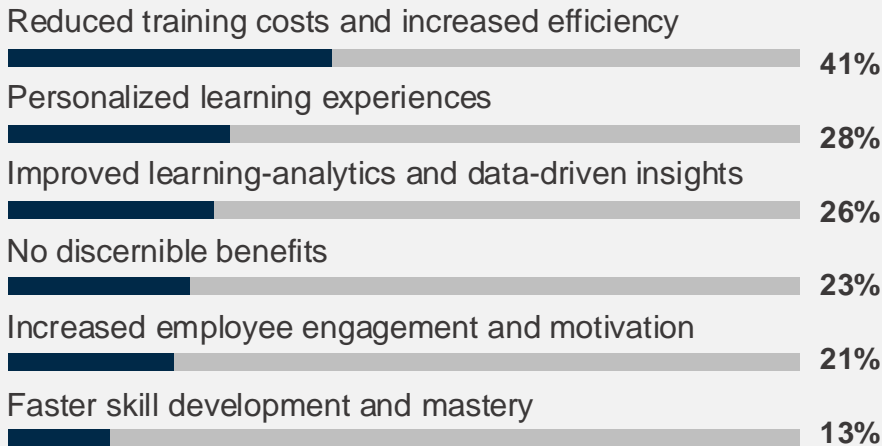 Reduced training costs and increased efficiency
41%
Personalized learning experiences
28%
Improved learning-analytics and data-driven insights
26%
No discernible benefits
23%
Increased employee engagement and motivation
21%
Faster skill development and mastery
13%